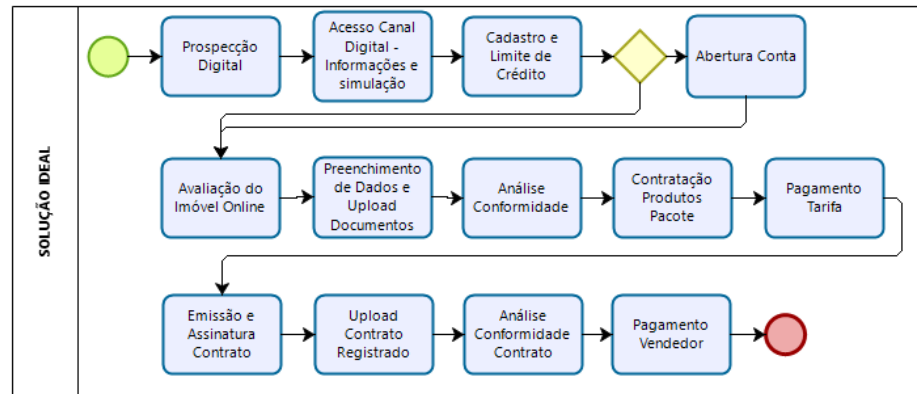 SOLUÇÃO IDEAL
Prospecção
Digital
Acesso Canal
Digital -
Informações e
simulação
Cadastro e
Limite de
Crédito
Abertura Conta
Avaliação do
Imóvel Online
Preenchimento
de Dados e
Upload
Documentos
Análise
Conformidade
Contratação
Produtos
Pacote
Pagamento
Tarifa
Emissão e
Assinatura
Contrato
Upload
Contrato
Registrado
Análise
Conformidade
Contrato
Pagamento
Vendedor